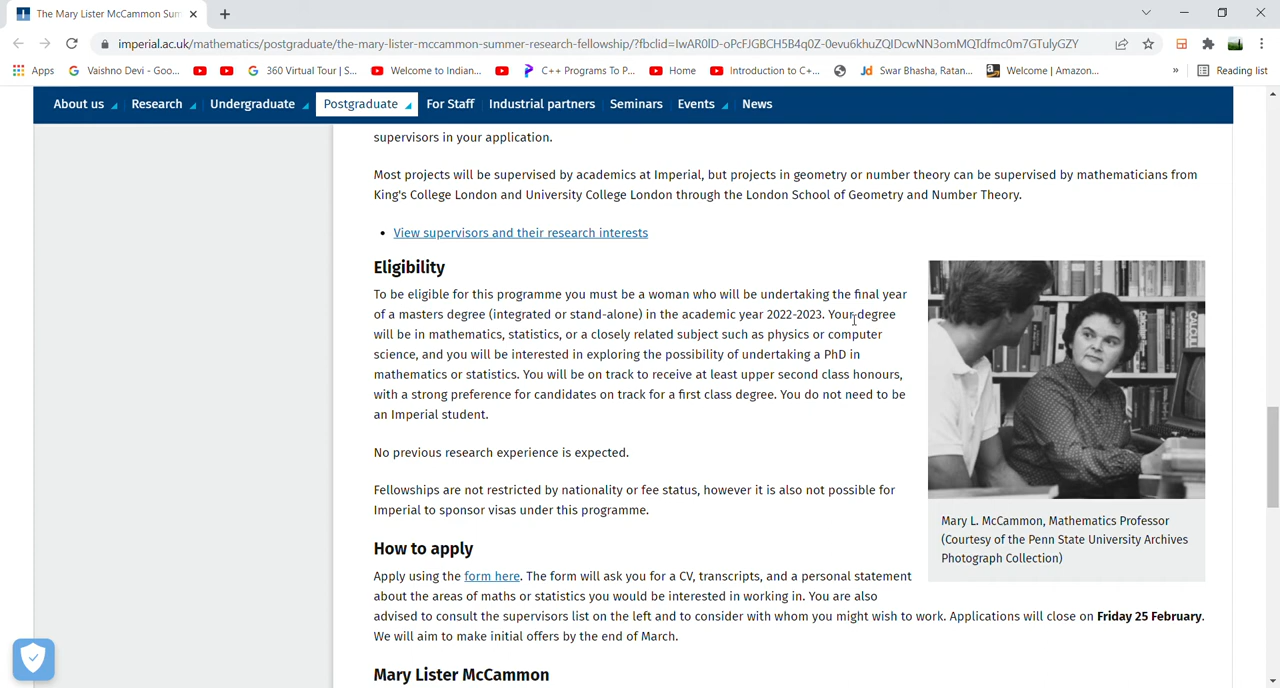 The Mary Lister McCammon Sum
imperial.ac.uk/mathematics/postgraduate/the-mary-lister-mccammon-summer-research-fellowship/?fbclid=IwAR0lD-oPcFJGBCH5B4q0Z-0evu6khuZQIDcwNN3omMQTdfmc0m7GTulyGZY
Apps Vaishno Devi - Goo... 360 Virtual Tour | S... Welcome to Indian... C++ Programs To P... Home Introduction to C+... Swar Bhasha, Ratan... Welcome | Amazon... » Reading list
About us Research Undergraduate Postgraduate For Staff Industrial partners Seminars Events News
supervisors in your application.
Most projects will be supervised by academics at Imperial, but projects in geometry or number theory can be supervised by mathematicians from
King's College London and University College London through the London School of Geometry and Number Theory.
• View supervisors and their research interests
Eligibility
To be eligible for this programme you must be a woman who will be undertaking the final year
of a masters degree (integrated or stand-alone) in the academic year 2022-2023. Your degree
will be in mathematics, statistics, or a closely related subject such as physics or computer
science, and you will be interested in exploring the possibility of undertaking a PhD in
mathematics or statistics. You will be on track to receive at least upper second class honours,
with a strong preference for candidates on track for a first class degree. You do not need to be
an Imperial student.
No previous research experience is expected.
Fellowships are not restricted by nationality or fee status, however it is also not possible for
Imperial to sponsor visas under this programme.
Mary L. McCammon, Mathematics Professor
(Courtesy of the Penn State University Archives
Photograph Collection)
How to apply
Apply using the form here. The form will ask you for a CV, transcripts, and a personal statement
about the areas of maths or statistics you would be interested in working in. You are also
advised to consult the supervisors list on the left and to consider with whom you might wish to work. Applications will close on Friday 25 February.
We will aim to make initial offers by the end of March.
Mary Lister McCammon